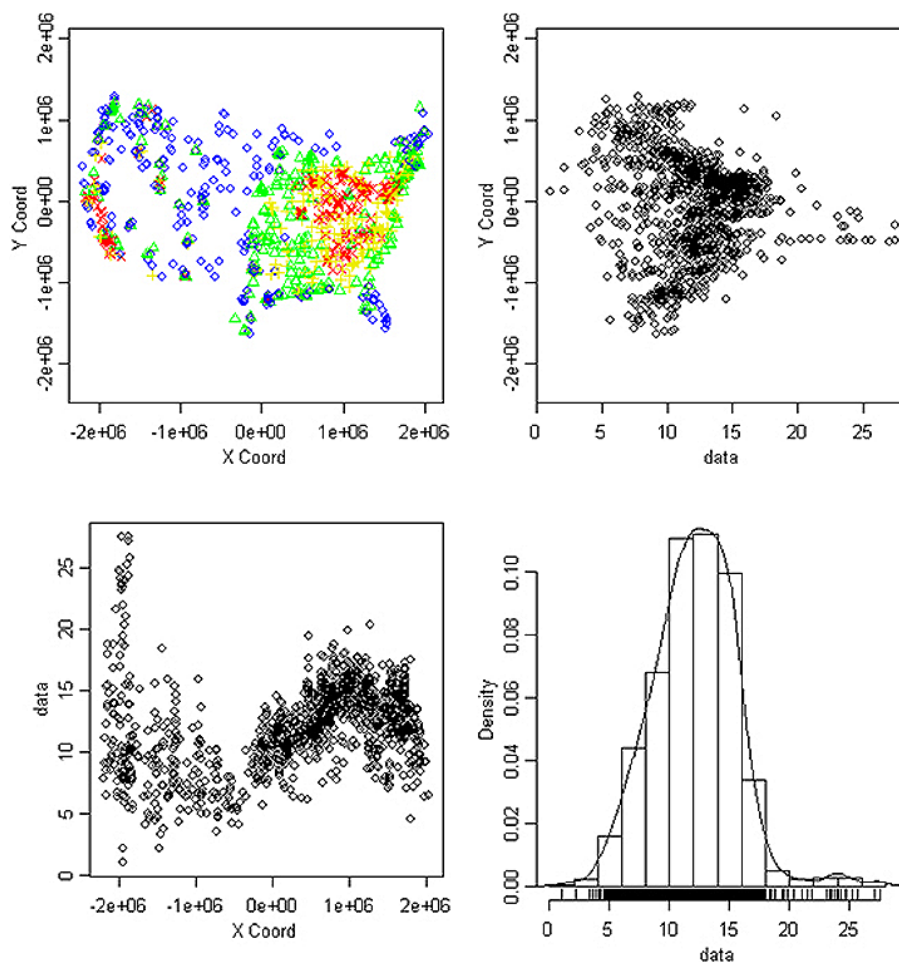 2e+06
1e+06
0e+00
-1e+06
-2e+06
Y Coord
-2e+06 -1e+06 0e+00 1e+06 2e+06
X Coord
2e+06
1e+06
0e+00
-1e+06
-2e+06
Y Coord
0 5 10 15 20 25
data
25
20
15
10
5
0
data
-2e+06 -1e+06 0e+00 1e+06 2e+06
X Coord
0.10
0.08
0.06
0.04
0.02
0.00
Density
0 5 10 15 20 25
data